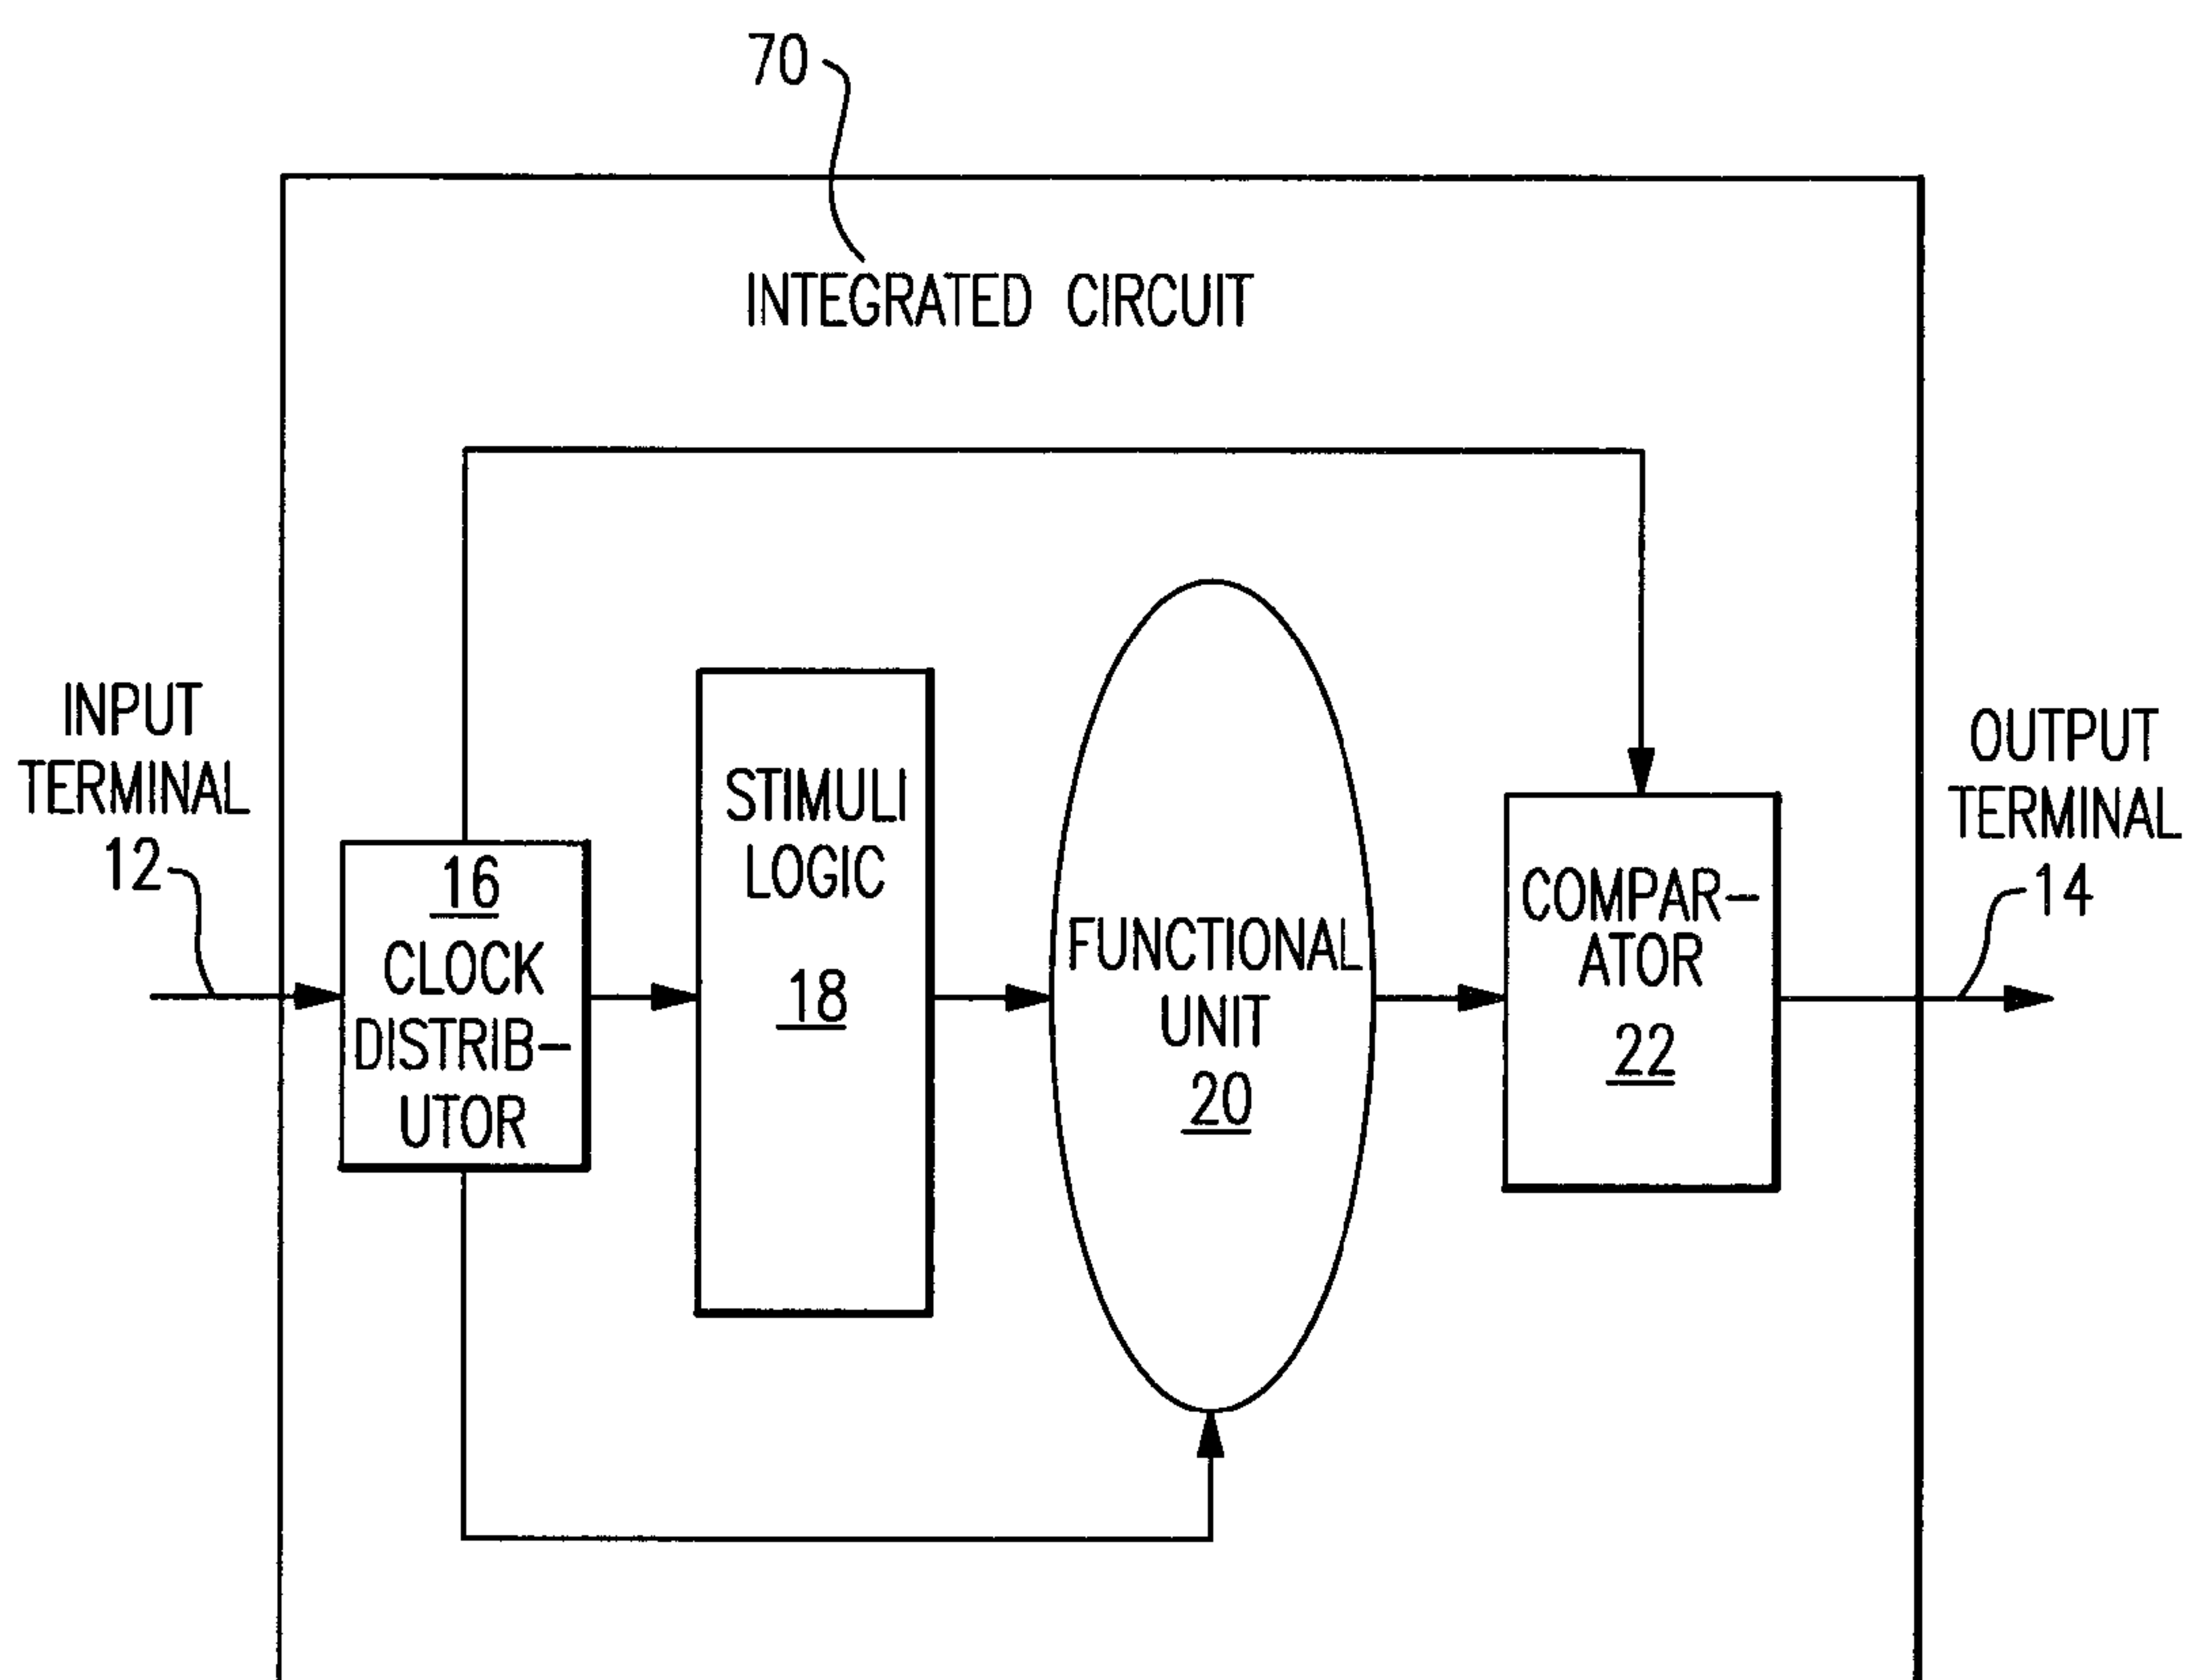 70
INTEGRATED CIRCUIT
INPUT
TERMINAL
12
16
CLOCK
DISTRIB-
UTOR
STIMULI
LOGIC
18
FUNCTIONAL
UNIT
20
COMPAR-
ATOR
22
OUTPUT
TERMINAL
14